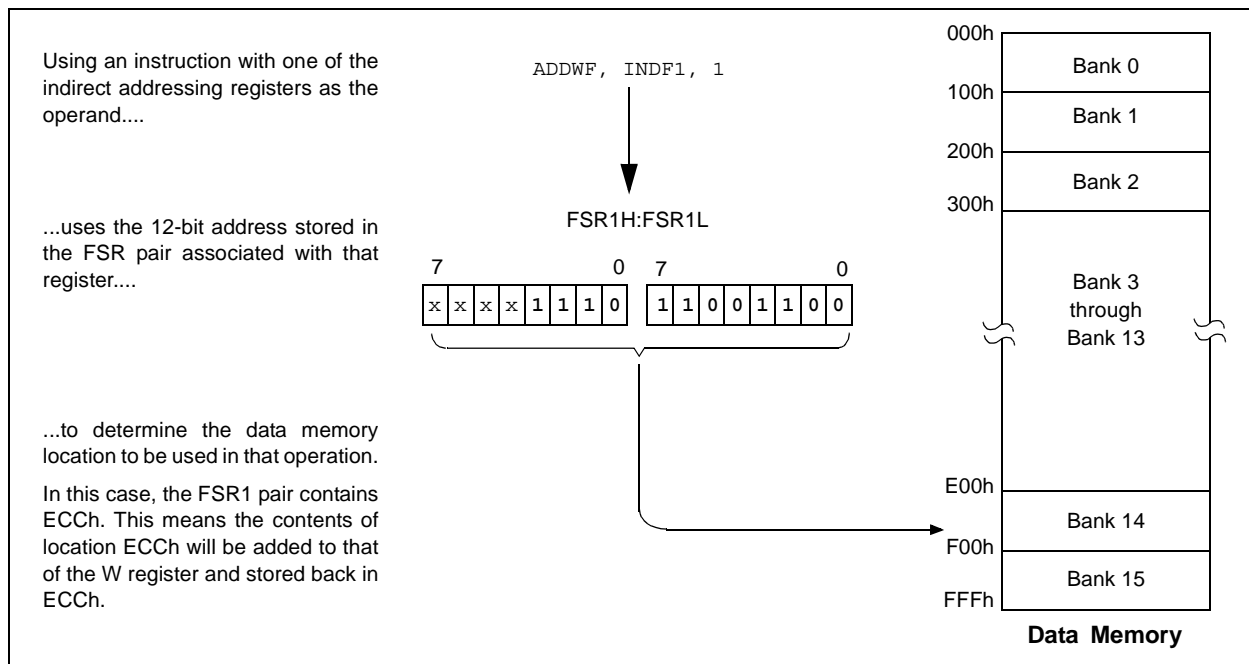 Using an instruction with one of the
indirect addressing registers as the
operand....
ADDWF, INDF1, 1
...uses the 12-bit address stored in
the FSR pair associated with that
register....
FSR1H:FSR1L
7 0 7 0
x x x x 1 1 1 0 1 1 0 0 1 1 0 0
...to determine the data memory
location to be used in that operation.
In this case, the FSR1 pair contains
ECCh. This means the contents of
location ECCh will be added to that
of the W register and stored back in
ECCh.
000h
Bank 0
100h
Bank 1
200h
Bank 2
300h
Bank 3
through
Bank 13
E00h
Bank 14
F00h
Bank 15
FFFh
Data Memory